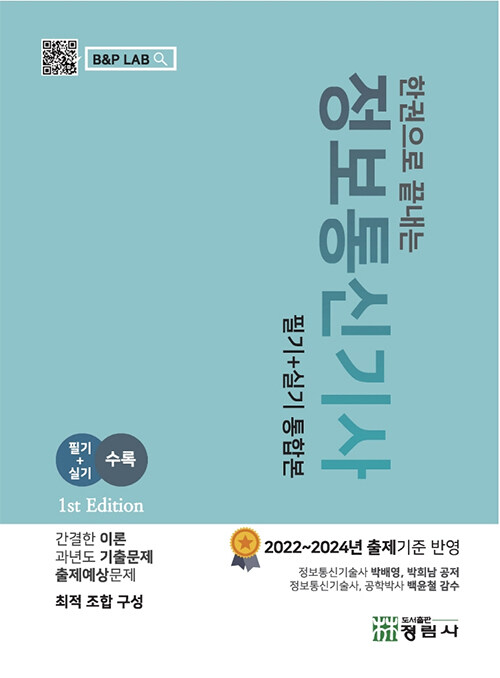 B&P LAB
한권으로 끝내는
정보통신기사
필기+실기 통합본
필기
+
실기
수록
1st Edition
간결한 이론
과년도 기출문제
출제예상문제
최적 조합 구성
2022~2024년 출제기준 반영
정보통신기술사 박배영, 박희남 공저
정보통신기술사, 공학박사 백윤철 감수
도서출판
정림사